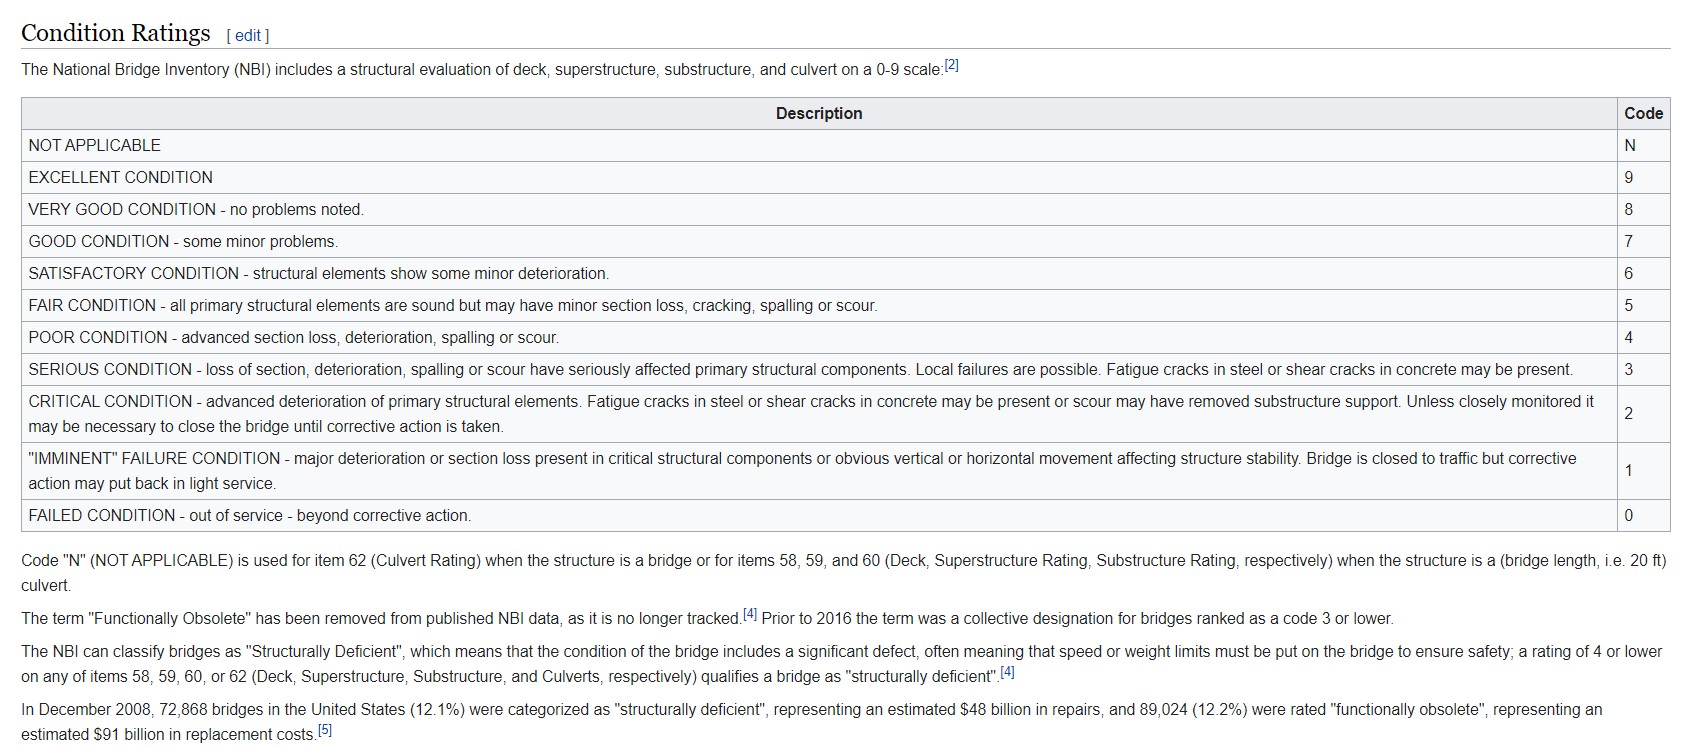 Condition Ratings [ edit ]
The National Bridge Inventory (NBI) includes a structural evaluation of deck, superstructure, substructure, and culvert on a 0-9 scale:[2]
Description Code
NOT APPLICABLE N
EXCELLENT CONDITION 9
VERY GOOD CONDITION - no problems noted. 8
GOOD CONDITION - some minor problems. 7
SATISFACTORY CONDITION - structural elements show some minor deterioration. 6
FAIR CONDITION - all primary structural elements are sound but may have minor section loss, cracking, spalling or scour. 5
POOR CONDITION - advanced section loss, deterioration, spalling or scour. 4
SERIOUS CONDITION - loss of section, deterioration, spalling or scour have seriously affected primary structural components. Local failures are possible. Fatigue cracks in steel or shear cracks in concrete may be present. 3
CRITICAL CONDITION - advanced deterioration of primary structural elements. Fatigue cracks in steel or shear cracks in concrete may be present or scour may have removed substructure support. Unless closely monitored it
may be necessary to close the bridge until corrective action is taken. 2
"IMMINENT" FAILURE CONDITION - major deterioration or section loss present in critical structural components or obvious vertical or horizontal movement affecting structure stability. Bridge is closed to traffic but corrective
action may put back in light service. 1
FAILED CONDITION - out of service - beyond corrective action. 0
Code "N" (NOT APPLICABLE) is used for item 62 (Culvert Rating) when the structure is a bridge or for items 58, 59, and 60 (Deck, Superstructure Rating, Substructure Rating, respectively) when the structure is a (bridge length, i.e. 20 ft)
culvert.
The term "Functionally Obsolete" has been removed from published NBI data, as it is no longer tracked.[4] Prior to 2016 the term was a collective designation for bridges ranked as a code 3 or lower.
The NBI can classify bridges as "Structurally Deficient", which means that the condition of the bridge includes a significant defect, often meaning that speed or weight limits must be put on the bridge to ensure safety; a rating of 4 or lower
on any of items 58, 59, 60, or 62 (Deck, Superstructure, Substructure, and Culverts, respectively) qualifies a bridge as "structurally deficient".[4]
In December 2008, 72,868 bridges in the United States (12.1%) were categorized as "structurally deficient", representing an estimated $48 billion in repairs, and 89,024 (12.2%) were rated "functionally obsolete", representing an
estimated $91 billion in replacement costs.[5]